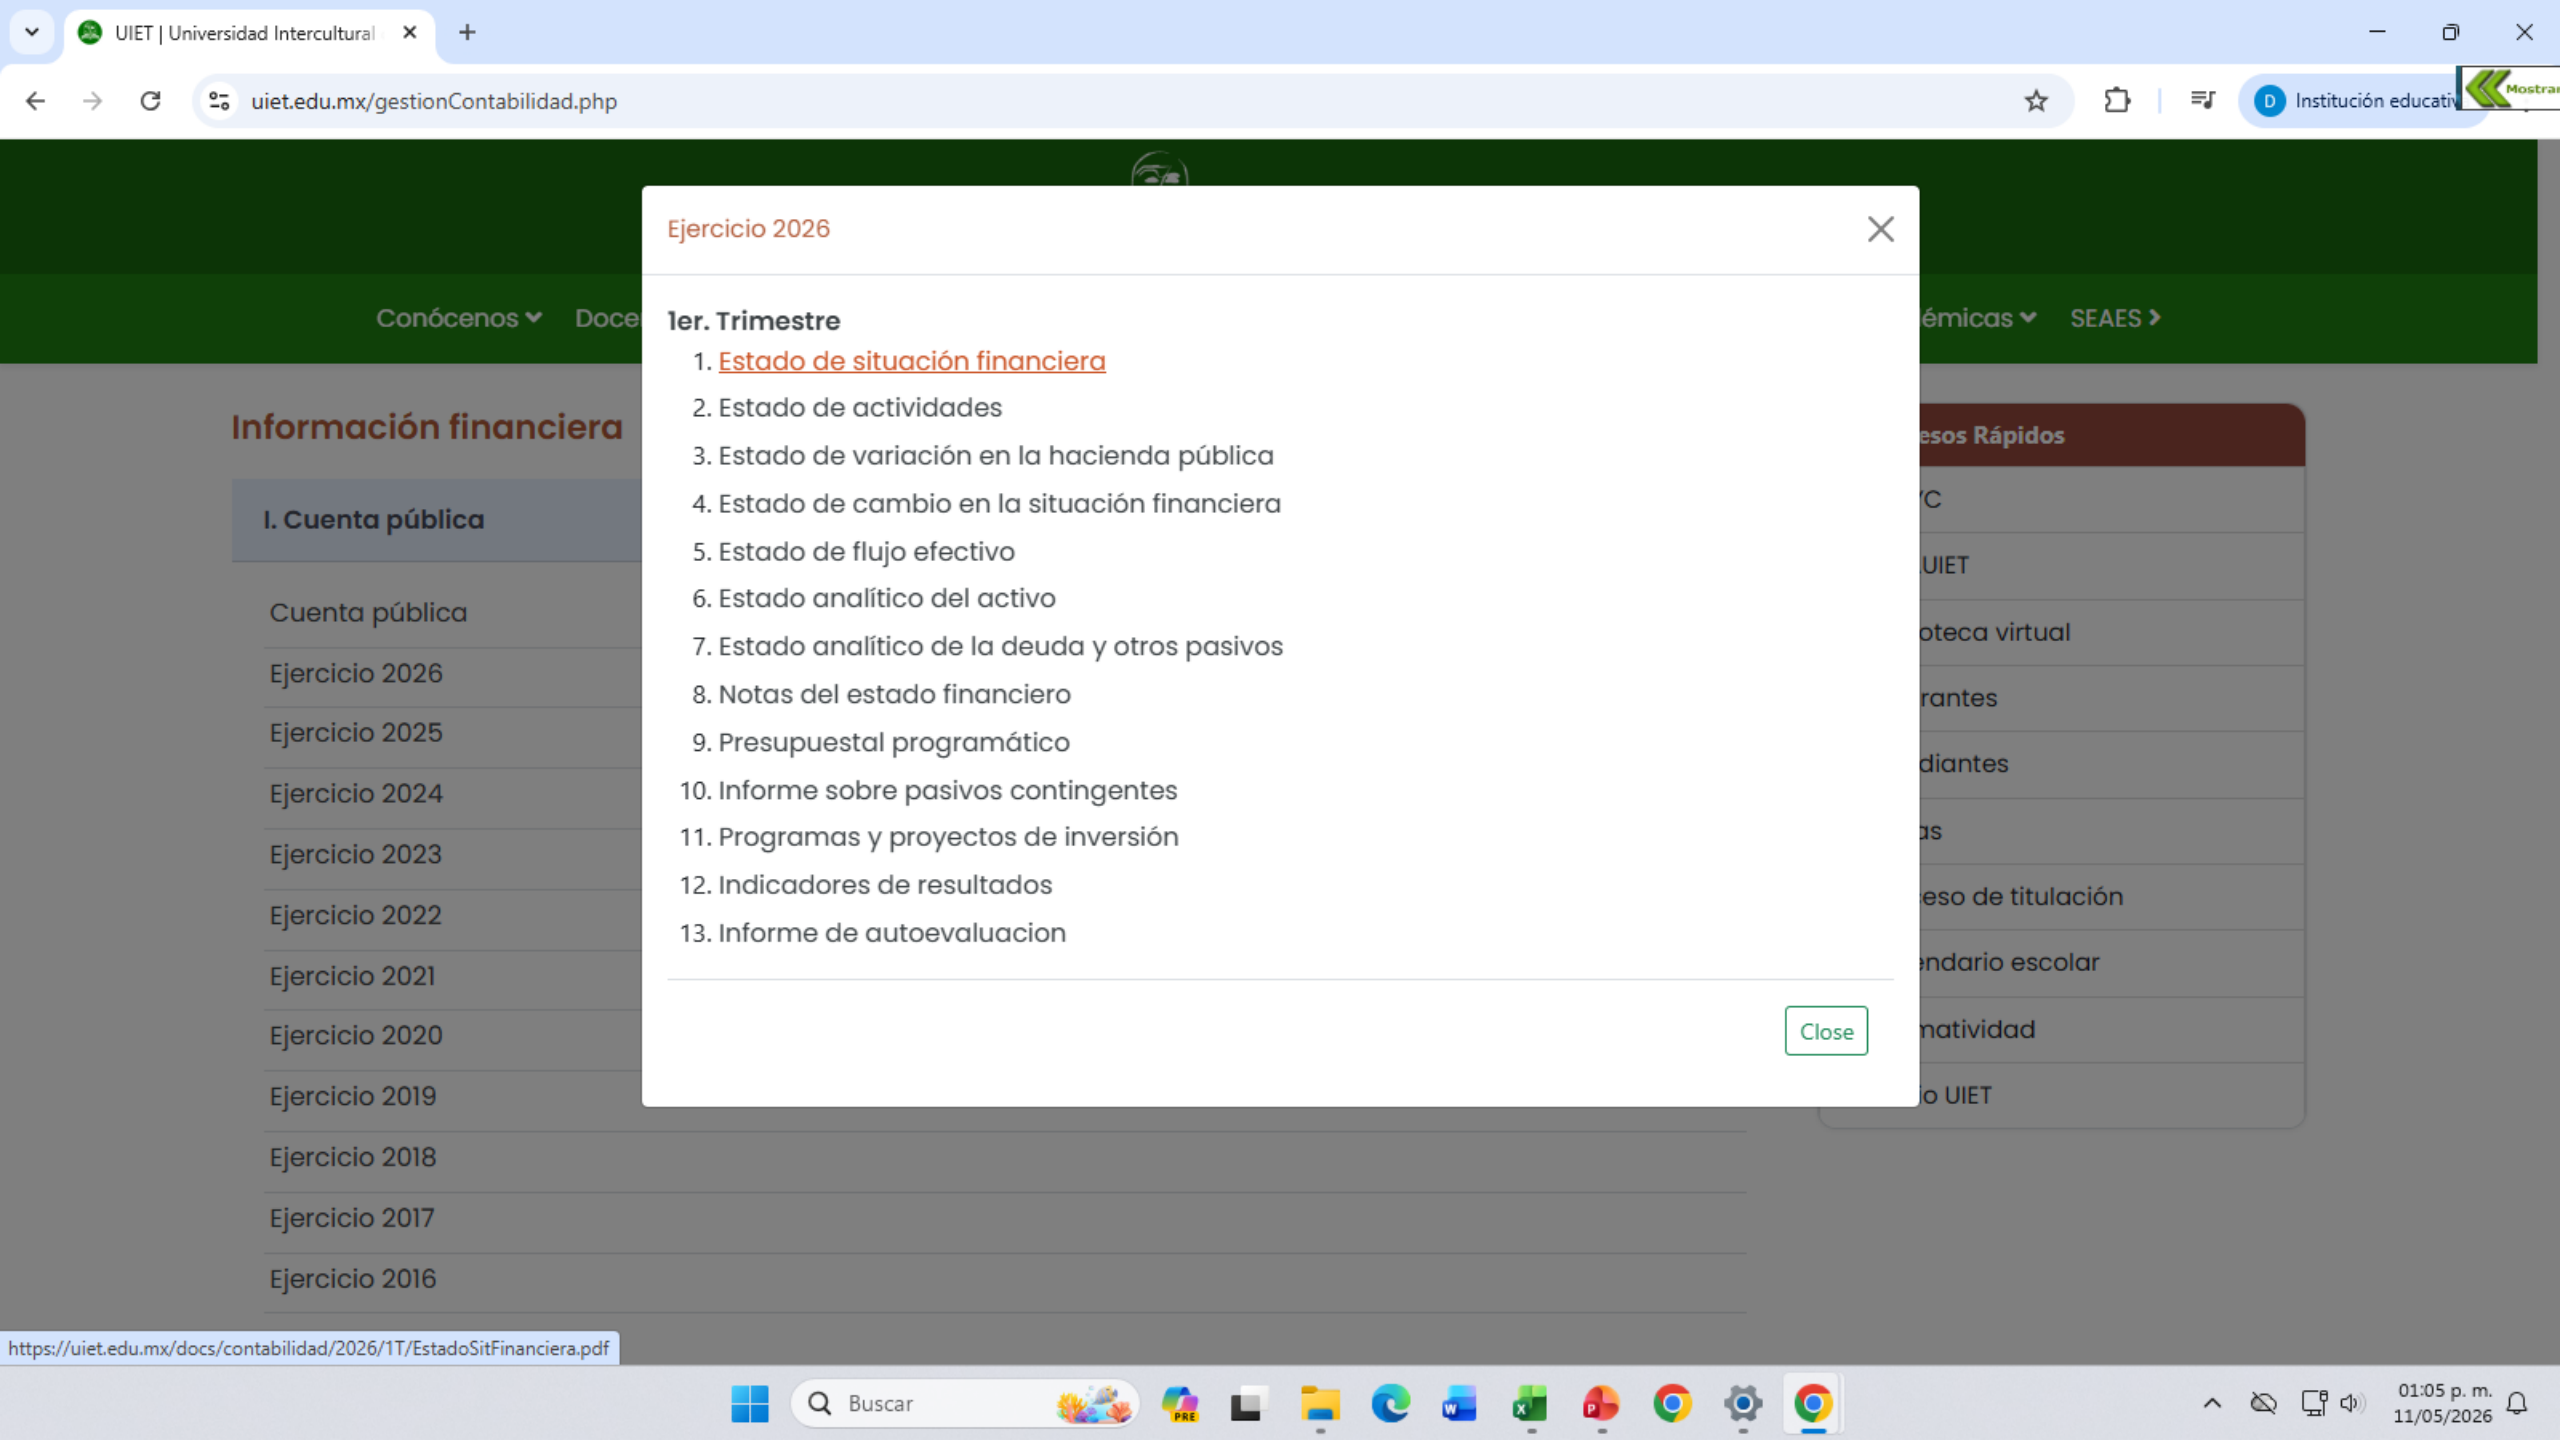 UIET | Universidad Intercultural
uiet.edu.mx/gestionContabilidad.php
D Institución educati
Mostrar
Conócenos
Doce
émicas
SEAES
Ejercicio 2026
1er. Trimestre
1. Estado de situación financiera
2. Estado de actividades
3. Estado de variación en la hacienda pública
4. Estado de cambio en la situación financiera
5. Estado de flujo efectivo
6. Estado analítico del activo
7. Estado analítico de la deuda y otros pasivos
8. Notas del estado financiero
9. Presupuestal programático
10. Informe sobre pasivos contingentes
11. Programas y proyectos de inversión
12. Indicadores de resultados
13. Informe de autoevaluacion
Close
Información financiera
I. Cuenta pública
Cuenta pública
Ejercicio 2026
Ejercicio 2025
Ejercicio 2024
Ejercicio 2023
Ejercicio 2022
Ejercicio 2021
Ejercicio 2020
Ejercicio 2019
Ejercicio 2018
Ejercicio 2017
Ejercicio 2016
esos Rápidos
C
UIET
oteca virtual
rantes
diantes
as
eso de titulación
endario escolar
matividad
io UIET
https://uiet.edu.mx/docs/contabilidad/2026/1T/EstadoSitFinanciera.pdf
Buscar
PRE
01:05 p. m.
11/05/2026